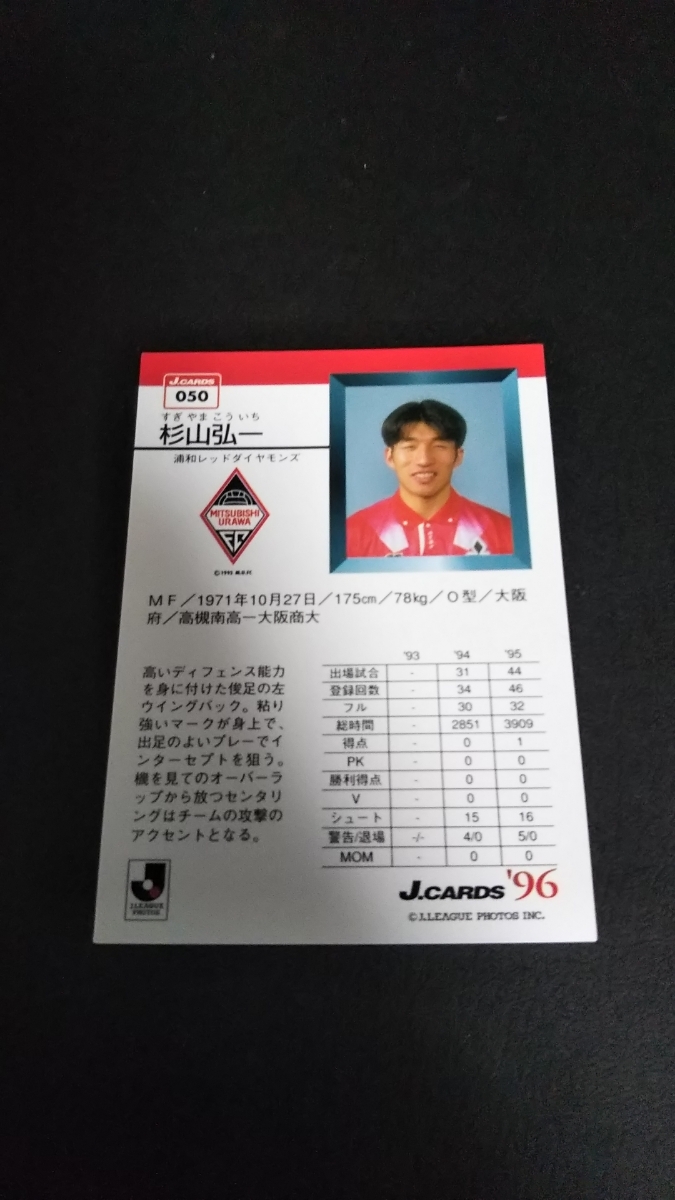 J.CARDS
050
すぎ やま こう いち
杉山弘一
浦和レッドダイヤモンズ
MITSUBISHI
URAWA
FC
MF／1971年10月27日／175㎝／78㎏／O型／大阪
府／高槻南高ー大阪商大
高いディフェンス能力
を身に付けた俊足の左
ウイングバック。粘り
強いマークが身上で、
出足のよいプレーでイ
ンターセプトを狙う。
機を見てのオーバーラ
ップから放つセンタリ
ングはチームの攻撃の
アクセントとなる。
'93 '94 '95
出場試合 - 31 44
登録回数 - 34 46
フル - 30 32
総時間 - 2851 3909
得点 - 0 1
PK - 0 0
勝利得点 - 0 0
V - 0 0
シュート - 15 16
警告/退場 -/- 4/0 5/0
MOM - 0 0
J.LEAGUE
PHOTOS
J.CARDS '96
©J.LEAGUE PHOTOS INC.